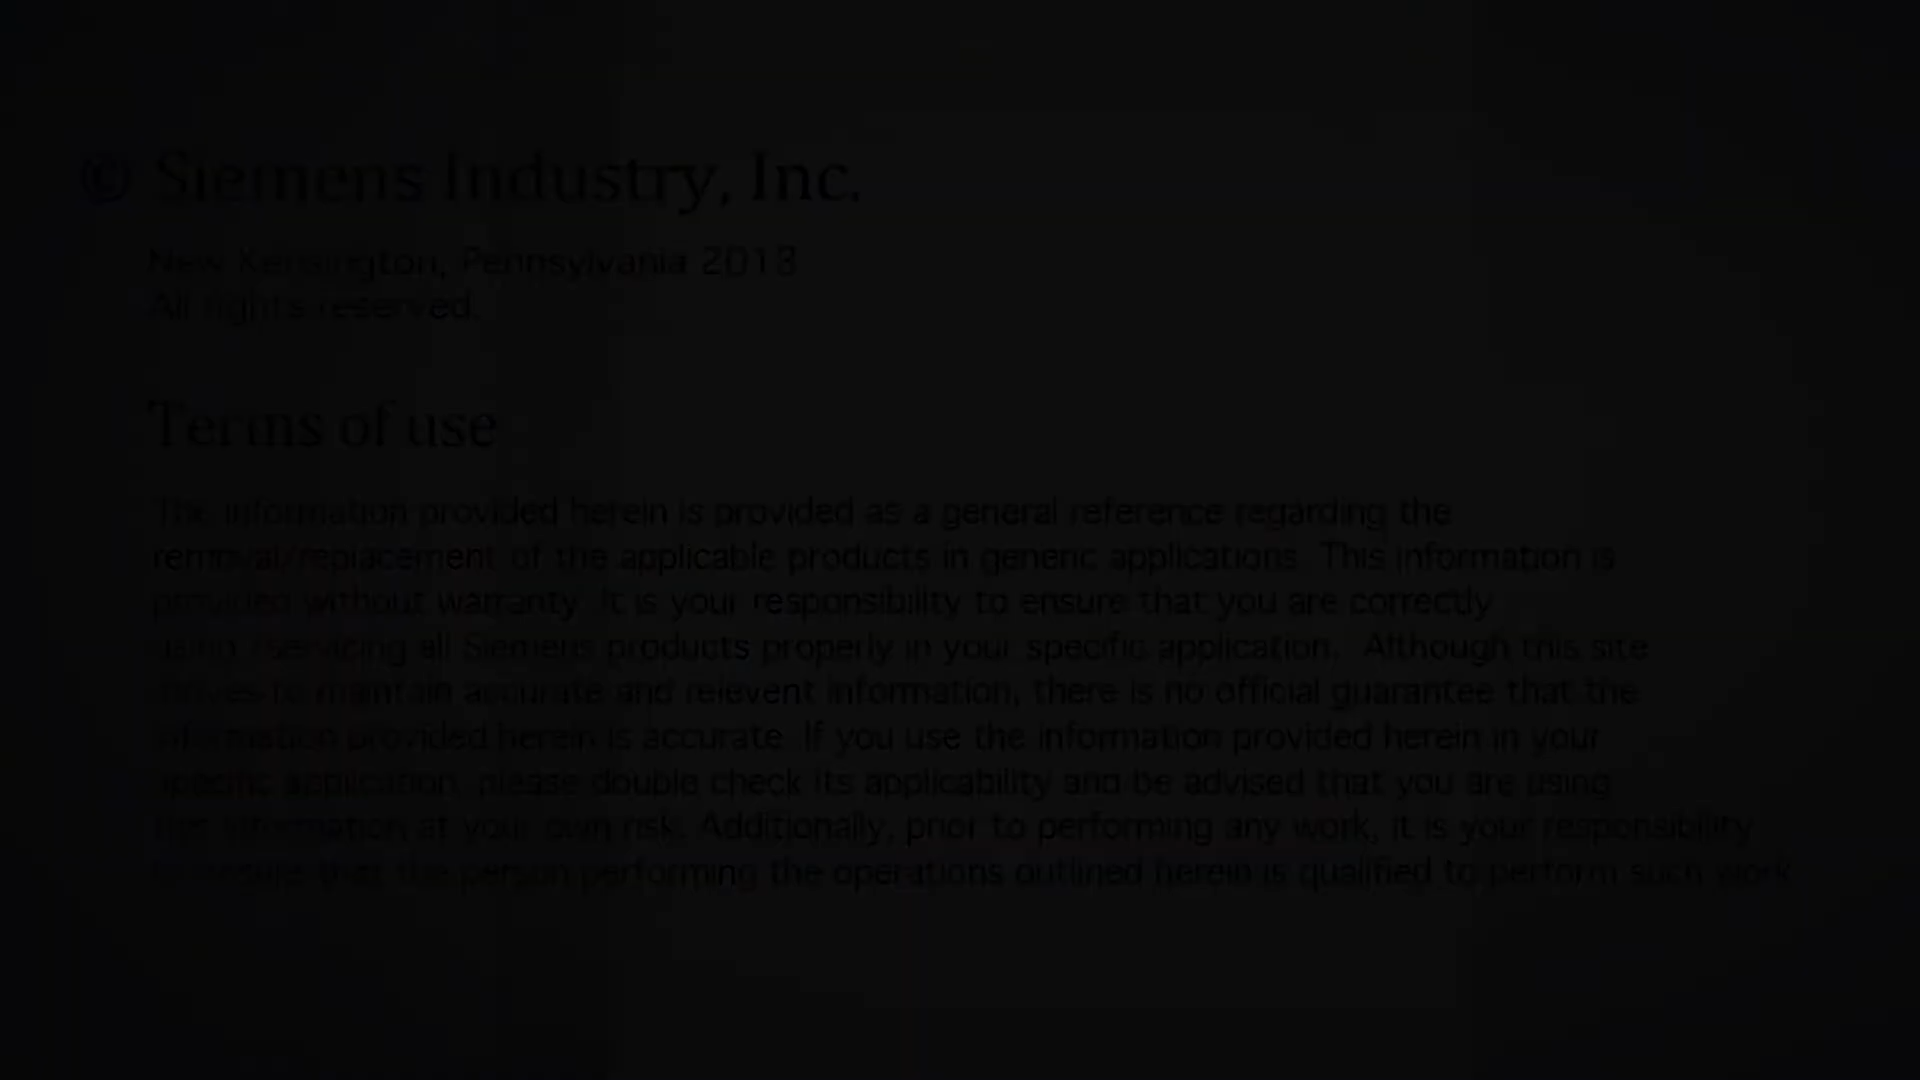 © Siemens Industry, Inc.
New Kensington, Pennsylvania 2013
All rights reserved.
Terms of use
The information provided herein is provided as a general reference regarding the
removal/replacement of the applicable products in generic applications. This information is
provided without warranty. It is your responsibility to ensure that you are correctly
using /servicing all Siemens products properly in your specific application.  Although this site
strives to maintain accurate and relevent information, there is no official guarantee that the
information provided herein is accurate. If you use the information provided herein in your
specific application, please double check its applicability and be advised that you are using
this information at your own risk. Additionally, prior to performing any work, it is your responsibility
to ensure that the person performing the operations outlined herein is qualified to perform such work